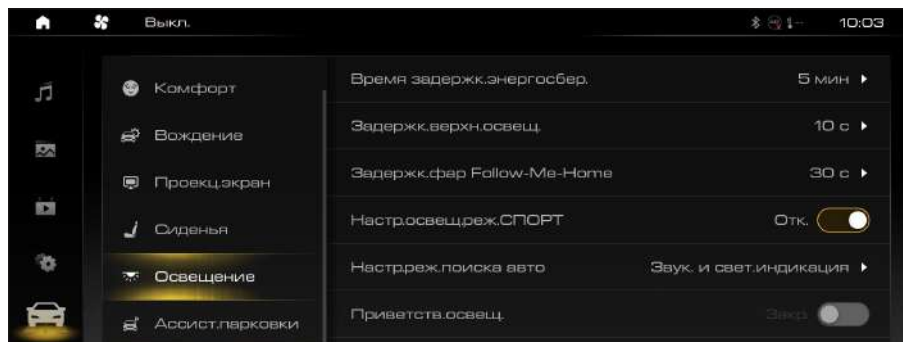 Выкл. 10:03
Комфорт
Вождение
Проекц.экран
Сиденья
Освещение
Ассист.парковки
Время задержк.энергосбер. 5 мин
Задержк.верхн.освещ. 10 с
Задержк.фар Follow-Me-Home 30 с
Настр.освещ.реж.СПОРТ Отк.
Настр.реж.поиска авто Звук. и свет.индикация
Приветств.освещ. Закр.